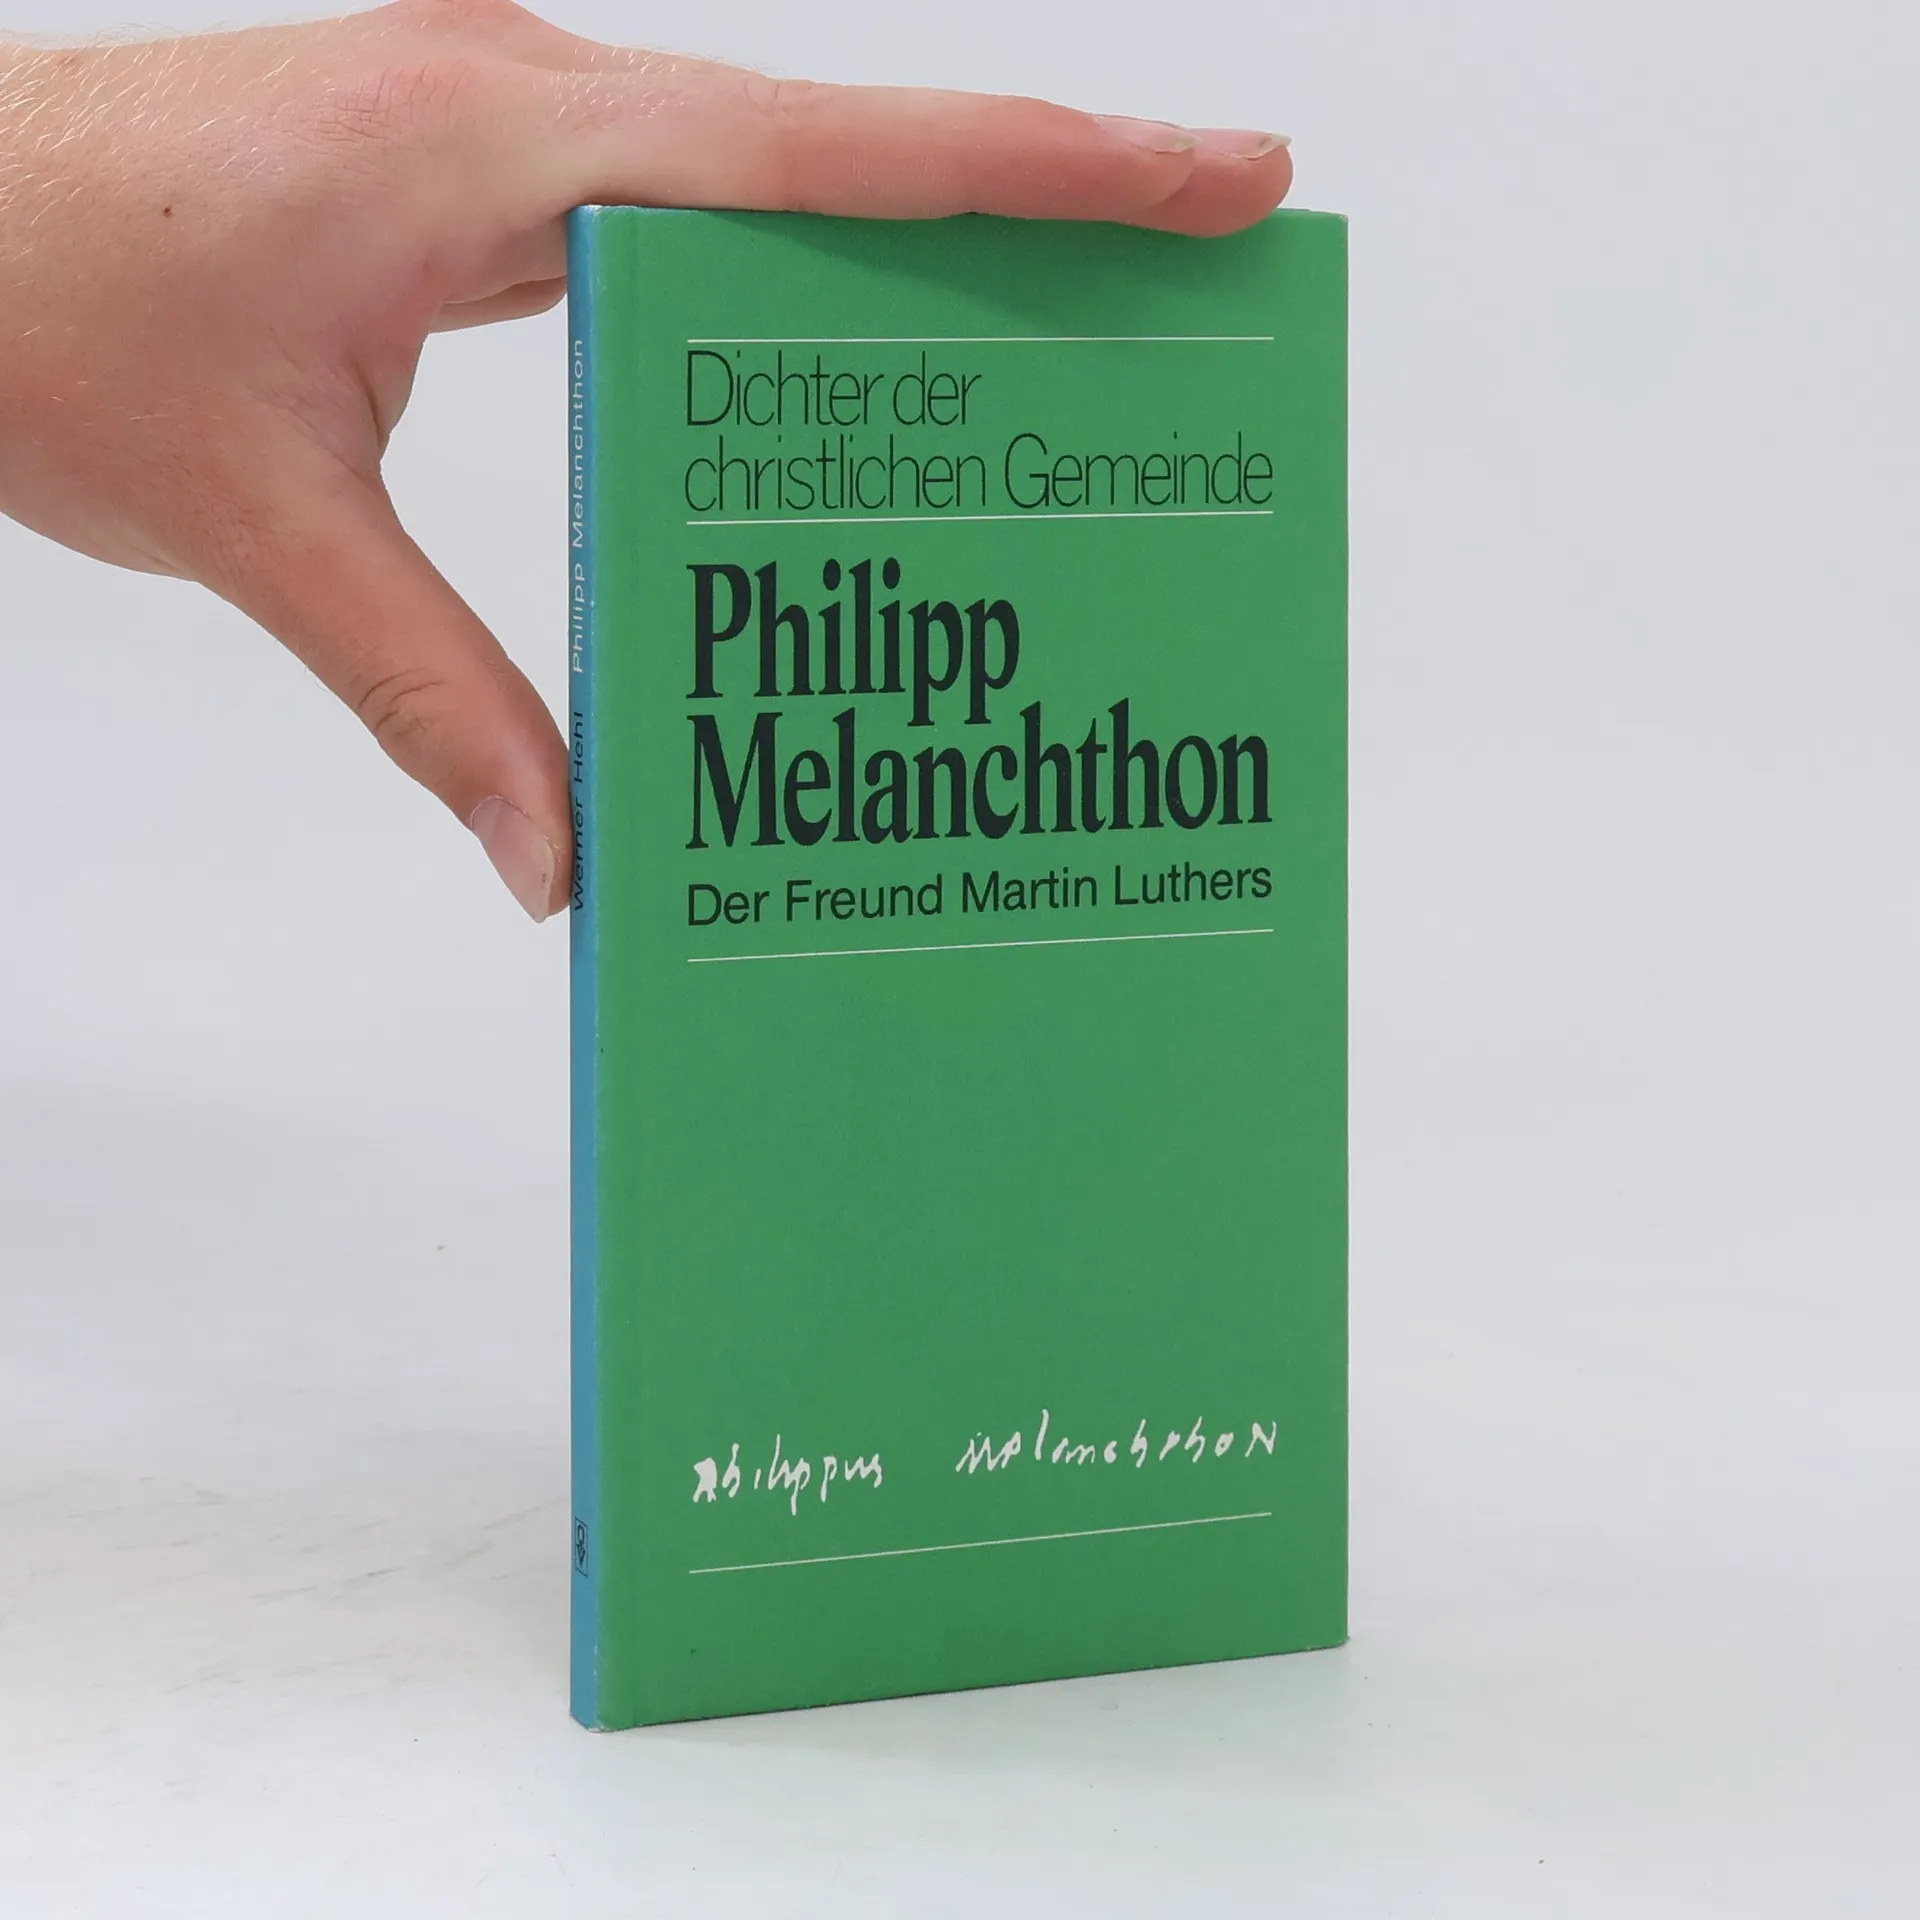 Dichter der
christlichen Gemeinde
Philipp
Melanchthon
Der Freund Martin Luthers
Philippus Melanchthon
Werner Hehl Philipp Melanchthon